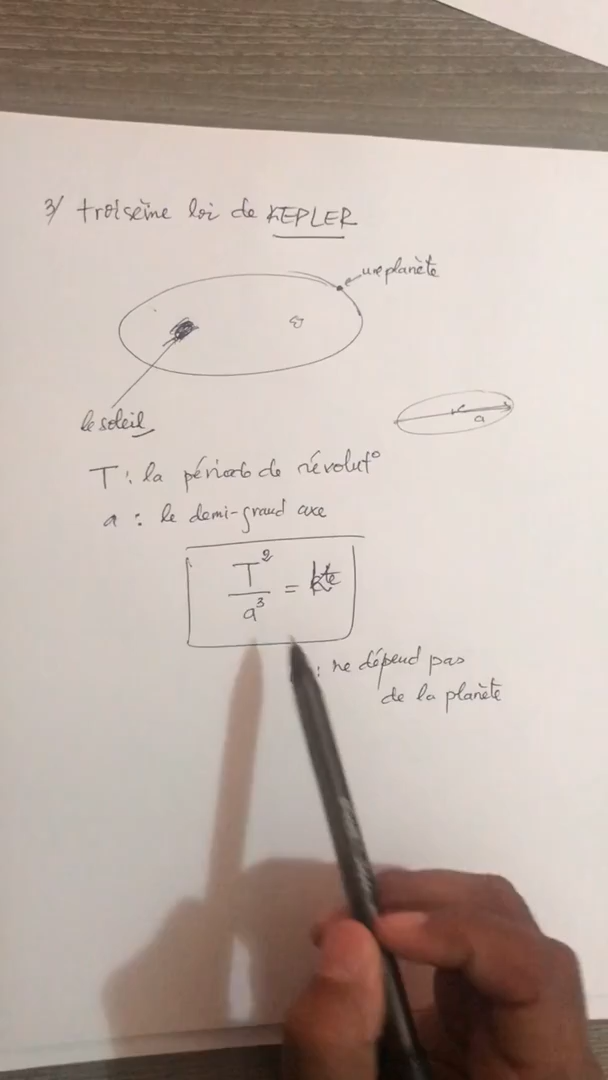 3/ troisème loi de KEPLER
une planète
le soleil
a
T : la période de révolut°
a : le demi-grand axe
T² / a³ = kte
: ne dépend pas
de la planète